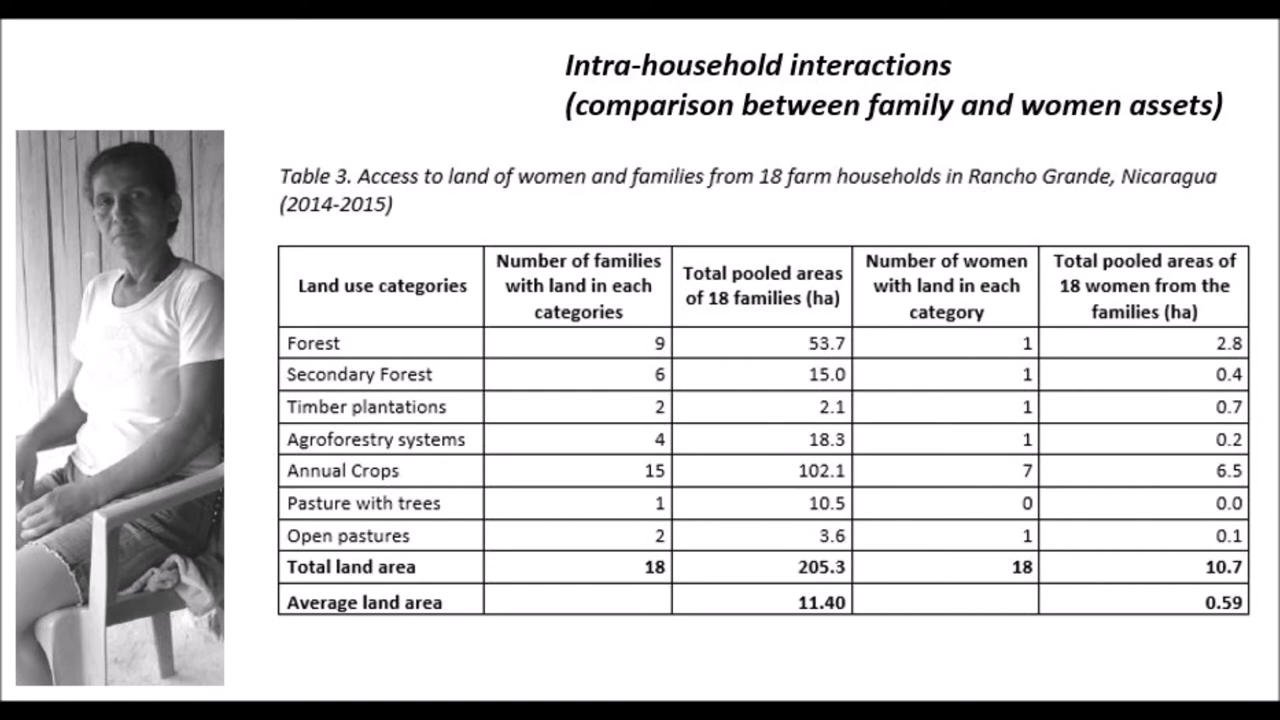 Intra-household interactions
(comparison between family and women assets)
Table 3. Access to land of women and families from 18 farm households in Rancho Grande, Nicaragua
(2014-2015)
Land use categories
Number of families
with land in each
categories
Total pooled areas
of 18 families (ha)
Number of women
with land in each
category
Total pooled areas of
18 women from the
families (ha)
Forest 9 53.7 1 2.8
Secondary Forest 6 15.0 1 0.4
Timber plantations 2 2.1 1 0.7
Agroforestry systems 4 18.3 1 0.2
Annual Crops 15 102.1 7 6.5
Pasture with trees 1 10.5 0 0.0
Open pastures 2 3.6 1 0.1
Total land area 18 205.3 18 10.7
Average land area 11.40 0.59